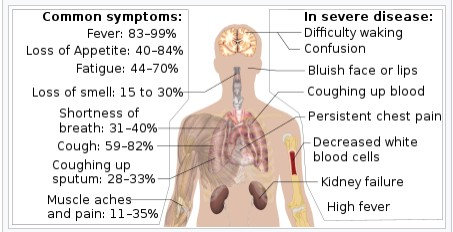 Common symptoms:
Fever: 83–99%
Loss of Appetite: 40–84%
Fatigue: 44–70%
Loss of smell: 15 to 30%
Shortness of
breath: 31–40%
Cough: 59–82%
Coughing up
sputum: 28–33%
Muscle aches
and pain: 11–35%
In severe disease:
Difficulty waking
Confusion
Bluish face or lips
Coughing up blood
Persistent chest pain
Decreased white
blood cells
Kidney failure
High fever